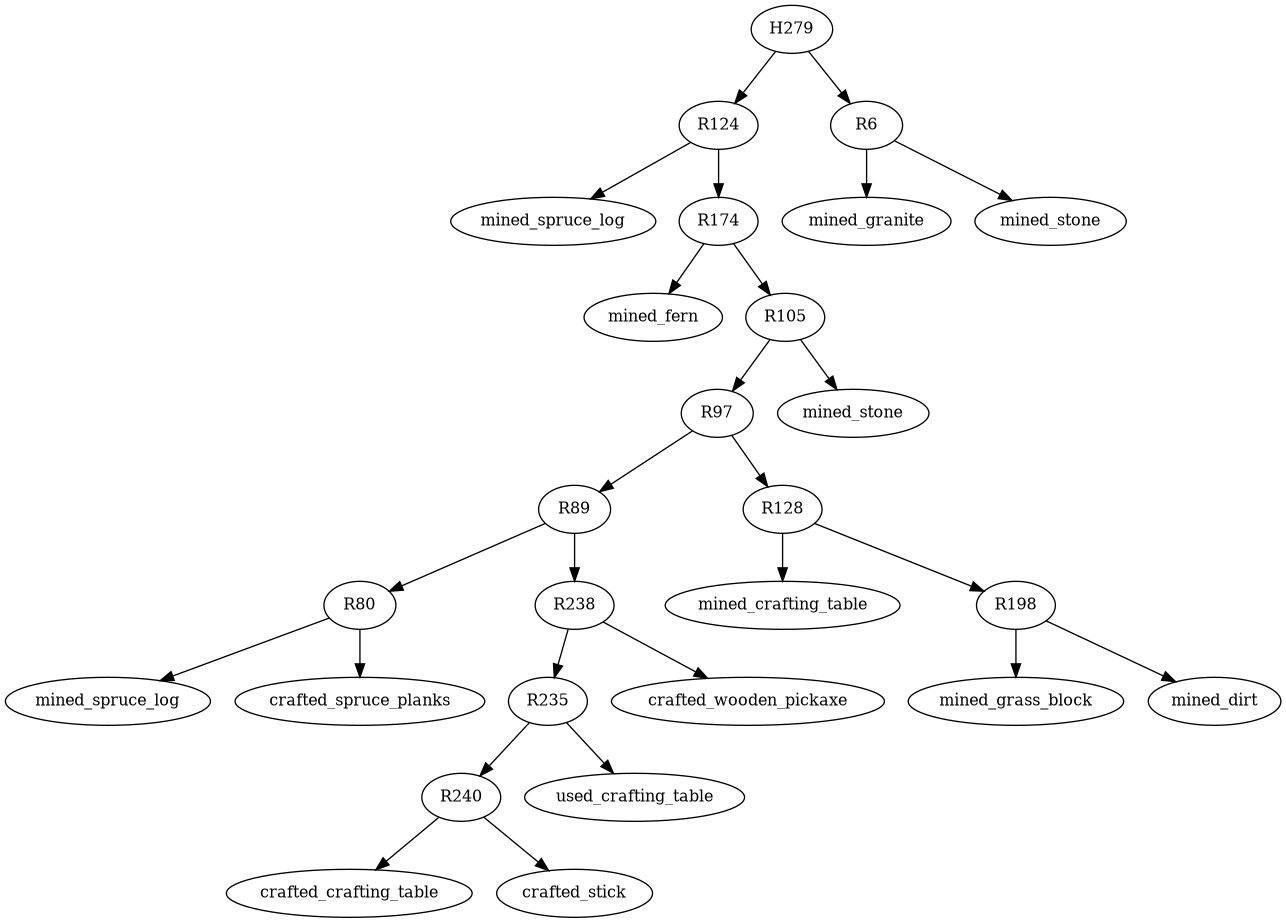 H279
R124
R6
mined_spruce_log
R174
mined_granite
mined_stone
mined_fern
R105
R97
mined_stone
R89
R128
R80
R238
mined_crafting_table
R198
mined_spruce_log
crafted_spruce_planks
R235
crafted_wooden_pickaxe
mined_grass_block
mined_dirt
R240
used_crafting_table
crafted_crafting_table
crafted_stick